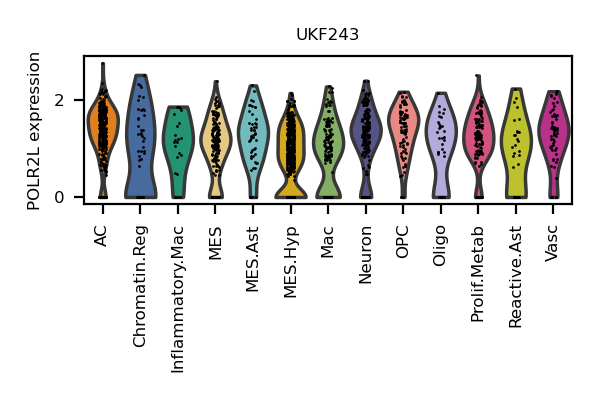 UKF243
POLR2L expression
2
0
AC
Chromatin.Reg
Inflammatory.Mac
MES
MES.Ast
MES.Hyp
Mac
Neuron
OPC
Oligo
Prolif.Metab
Reactive.Ast
Vasc